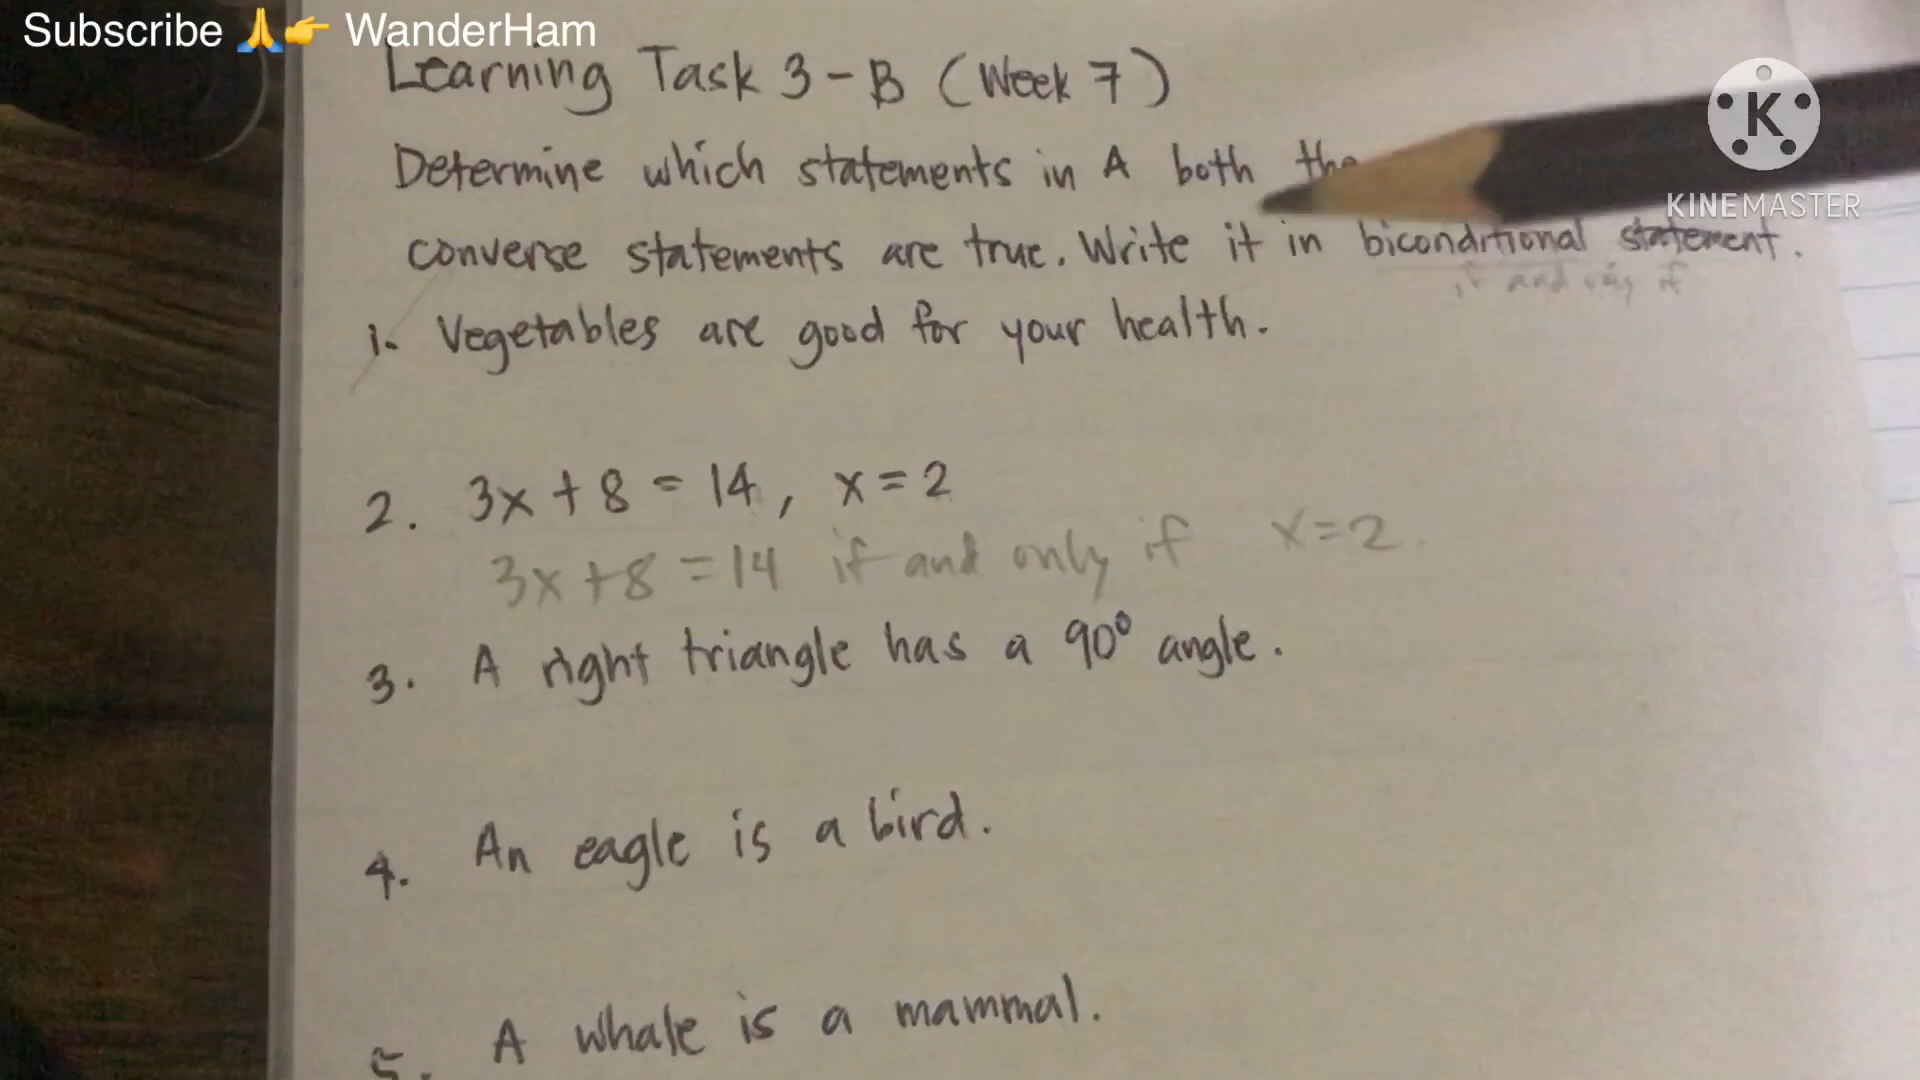 Subscribe 🙏👉 WanderHam
Learning Task 3-B (Week 7)
K
Determine which statements in A both the
KINEMASTER
converse statements are true. Write it in biconditional statement.
if and only if
1. Vegetables are good for your health.
2. 3x + 8 = 14, x = 2
3x + 8 = 14 if and only if x = 2.
3. A right triangle has a 90° angle.
4. An eagle is a bird.
5. A whale is a mammal.